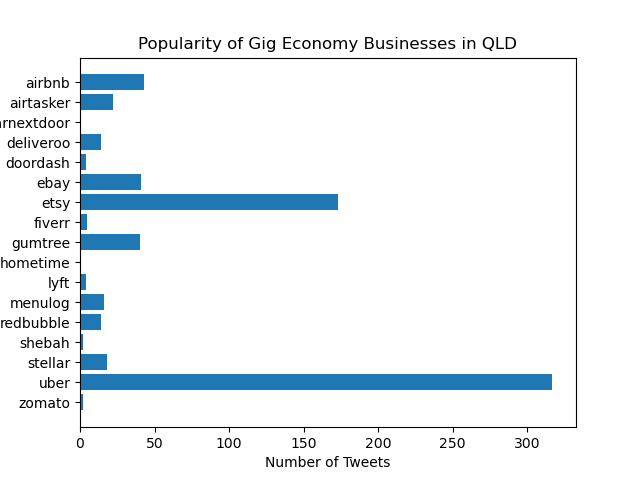 Popularity of Gig Economy Businesses in QLD
airbnb
airtasker
rnextdoor
deliveroo
doordash
ebay
etsy
fiverr
gumtree
hometime
lyft
menulog
redbubble
shebah
stellar
uber
zomato
0 50 100 150 200 250 300
Number of Tweets